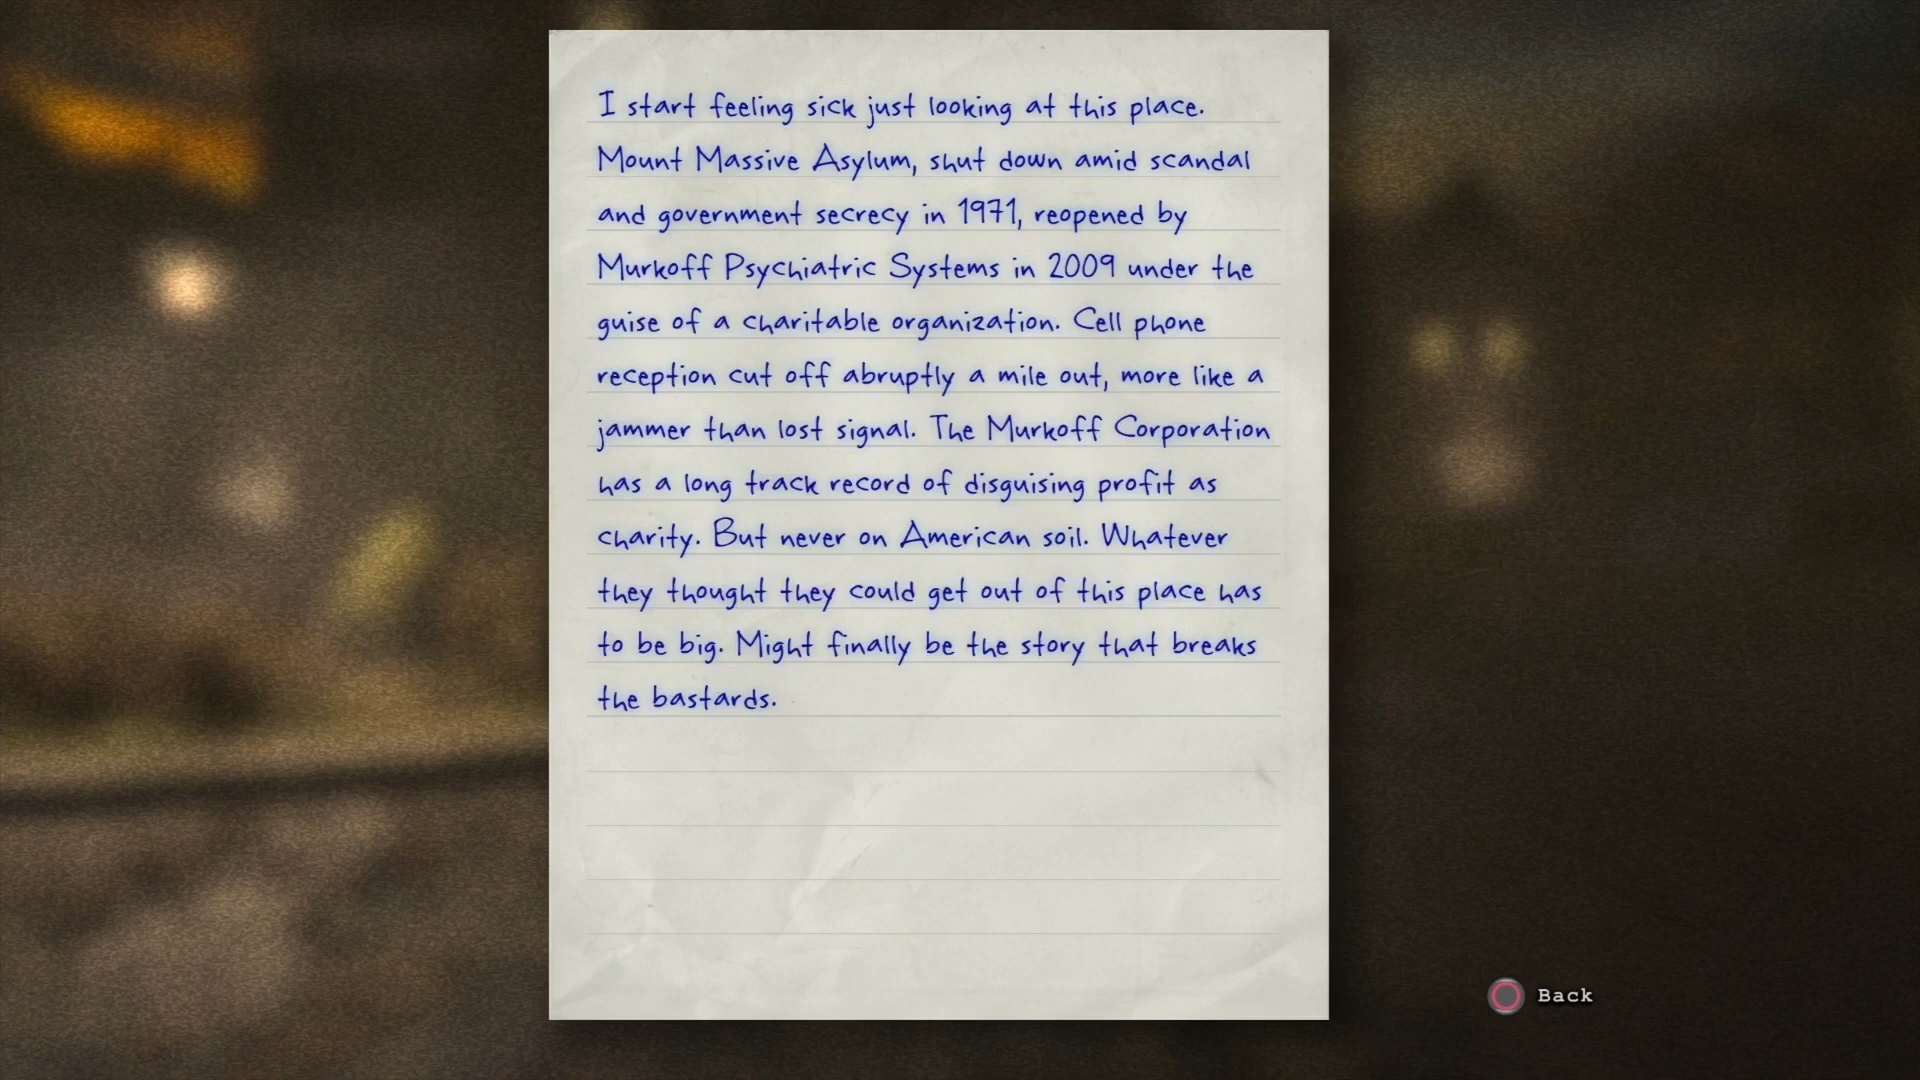 I start feeling sick just looking at this place.
Mount Massive Asylum, shut down amid scandal
and government secrecy in 1971, reopened by
Murkoff Psychiatric Systems in 2009 under the
guise of a charitable organization. Cell phone
reception cut off abruptly a mile out, more like a
jammer than lost signal. The Murkoff Corporation
has a long track record of disguising profit as
charity. But never on American soil. Whatever
they thought they could get out of this place has
to be big. Might finally be the story that breaks
the bastards.
Back